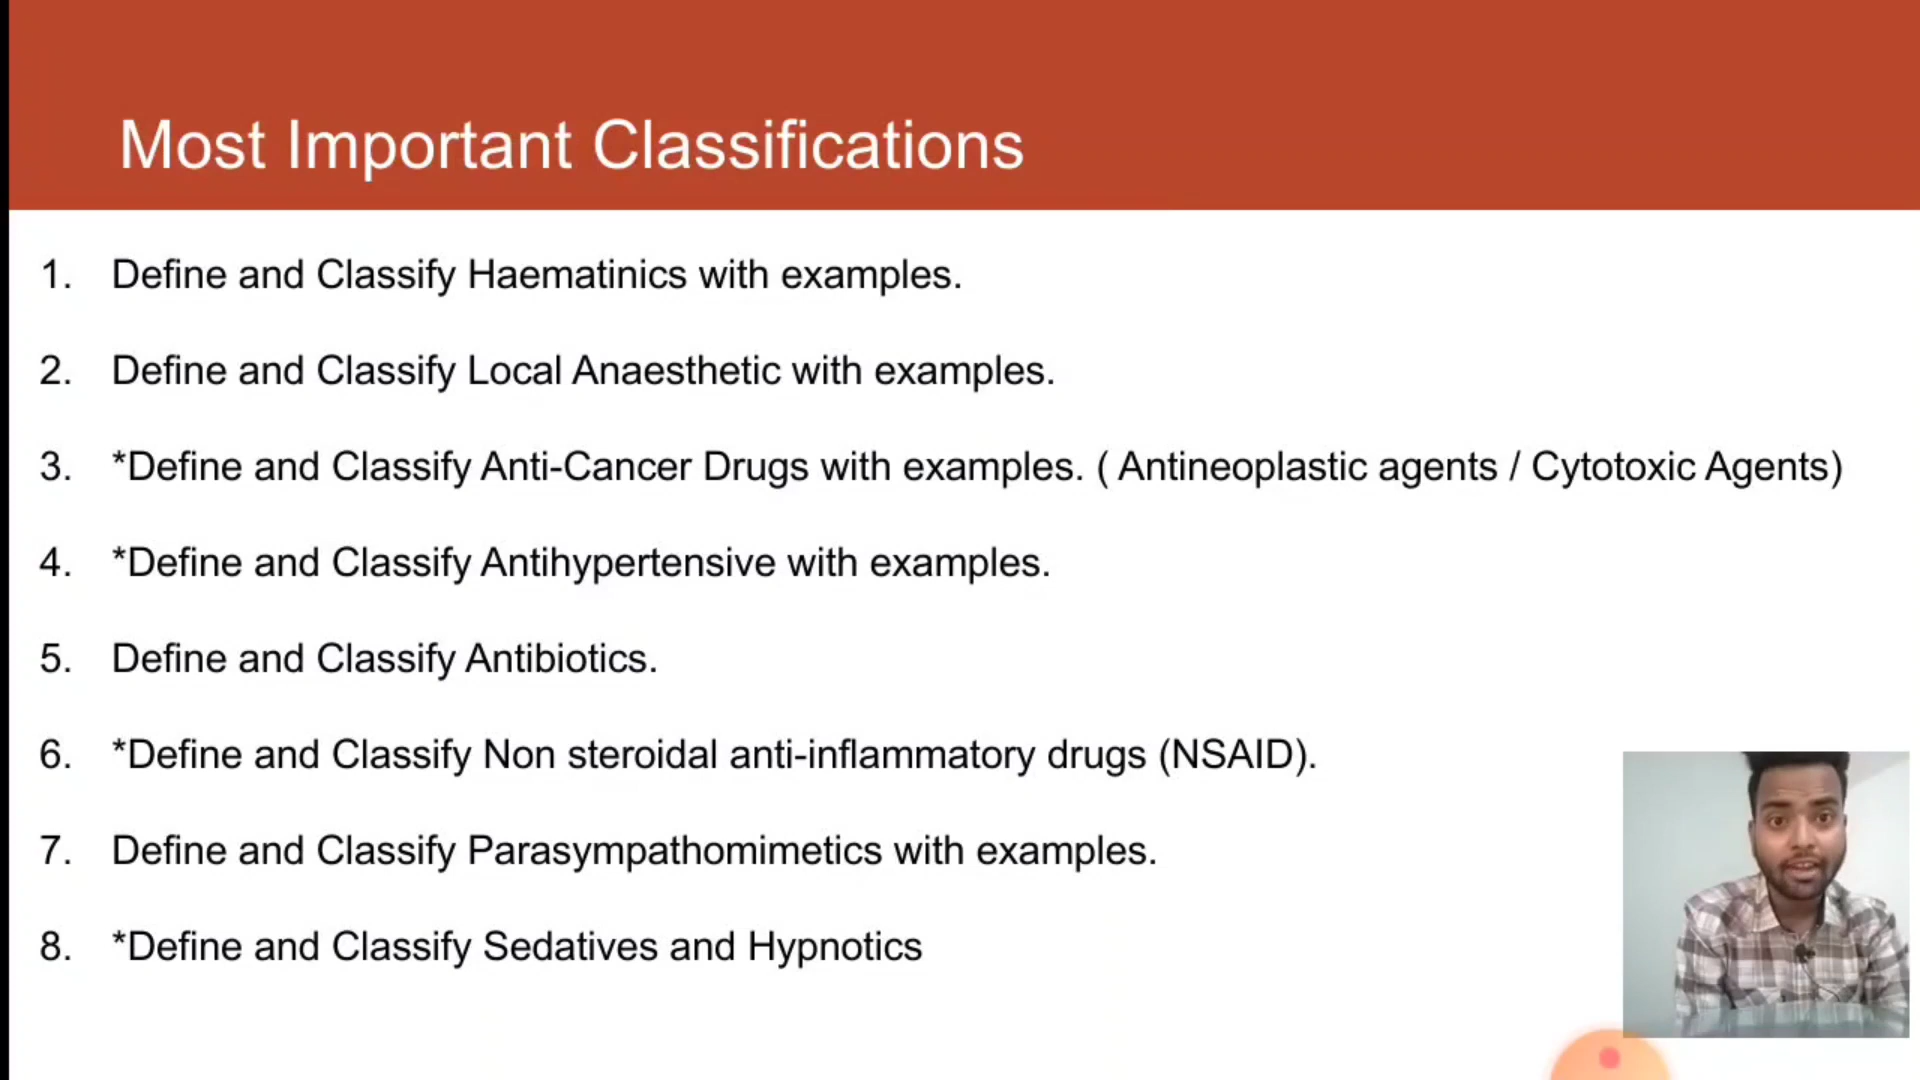 Most Important Classifications
1. Define and Classify Haematinics with examples.
2. Define and Classify Local Anaesthetic with examples.
3. *Define and Classify Anti-Cancer Drugs with examples. ( Antineoplastic agents / Cytotoxic Agents)
4. *Define and Classify Antihypertensive with examples.
5. Define and Classify Antibiotics.
6. *Define and Classify Non steroidal anti-inflammatory drugs (NSAID).
7. Define and Classify Parasympathomimetics with examples.
8. *Define and Classify Sedatives and Hypnotics